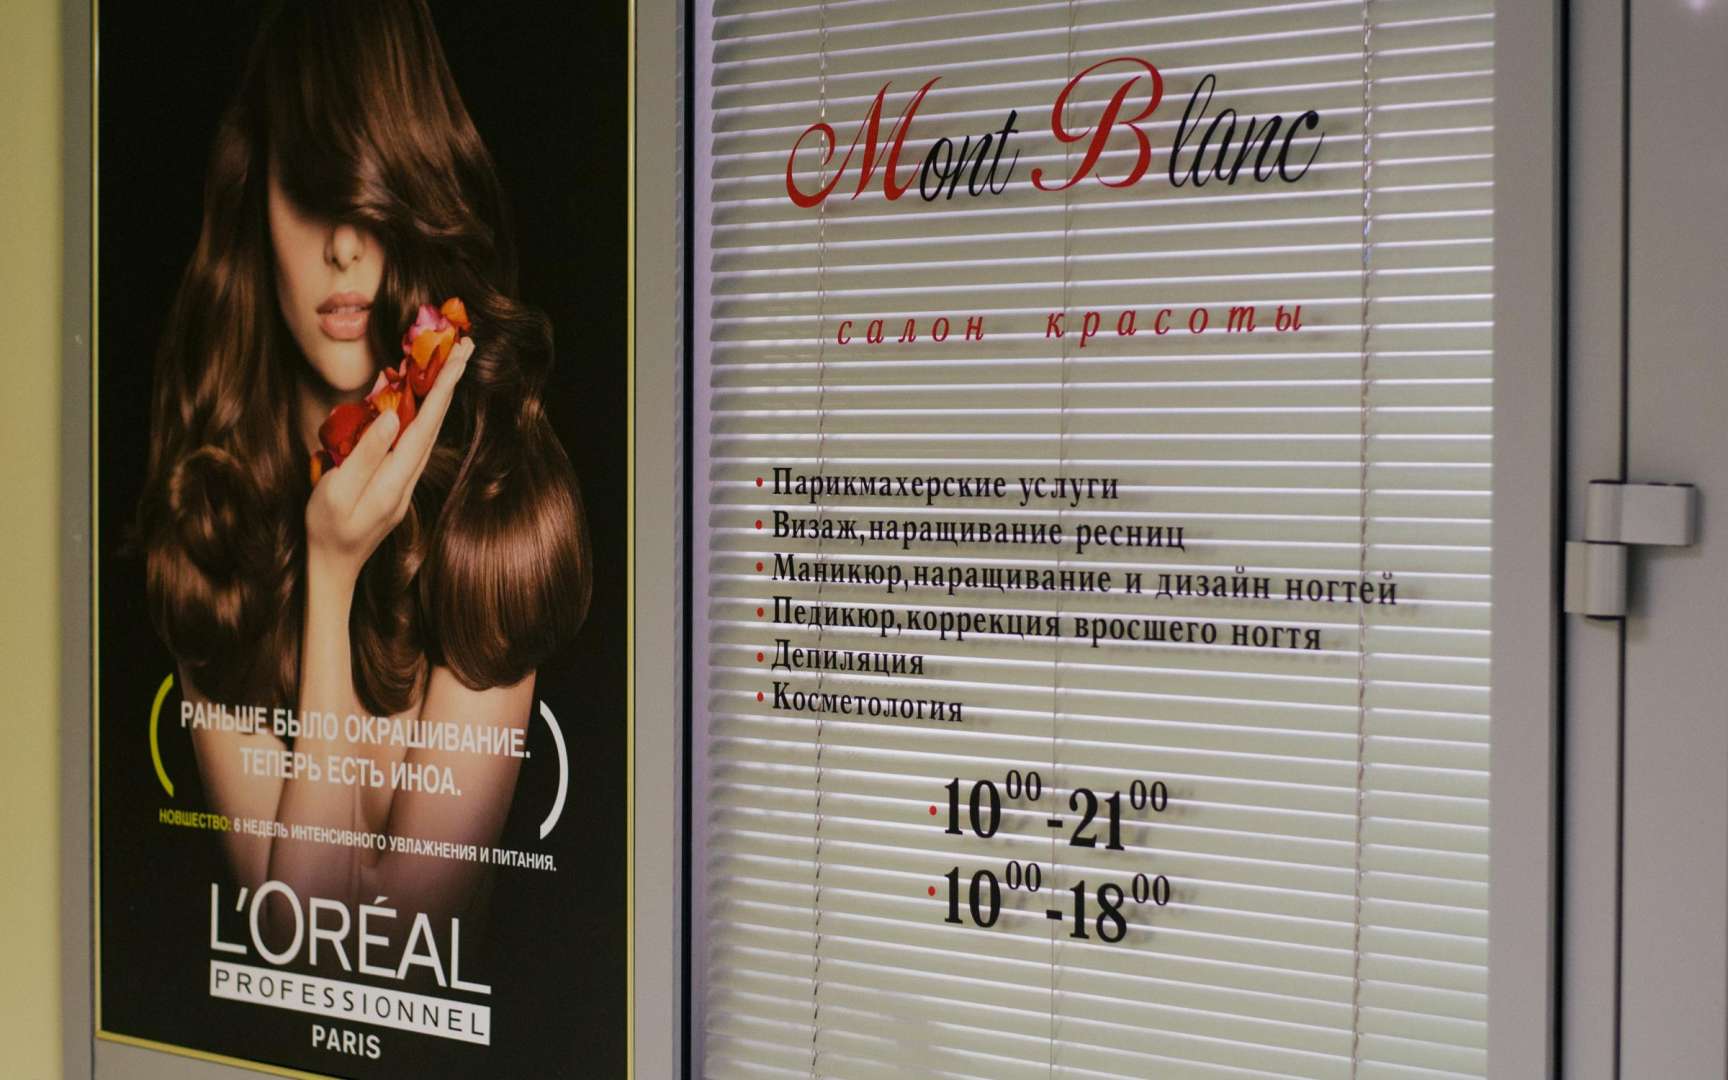 РАНЬШЕ БЫЛО ОКРАШИВАНИЕ.
ТЕПЕРЬ ЕСТЬ ИНОА.
НОВШЕСТВО: 6 НЕДЕЛЬ ИНТЕНСИВНОГО УВЛАЖНЕНИЯ И ПИТАНИЯ.
L'ORÉAL
PROFESSIONNEL
PARIS
Mont Blanc
салон красоты
• Парикмахерские услуги
• Визаж,наращивание ресниц
• Маникюр,наращивание и дизайн ногтей
• Педикюр,коррекция вросшего ногтя
• Депиляция
• Косметология
• 10⁰⁰-21⁰⁰
• 10⁰⁰-18⁰⁰